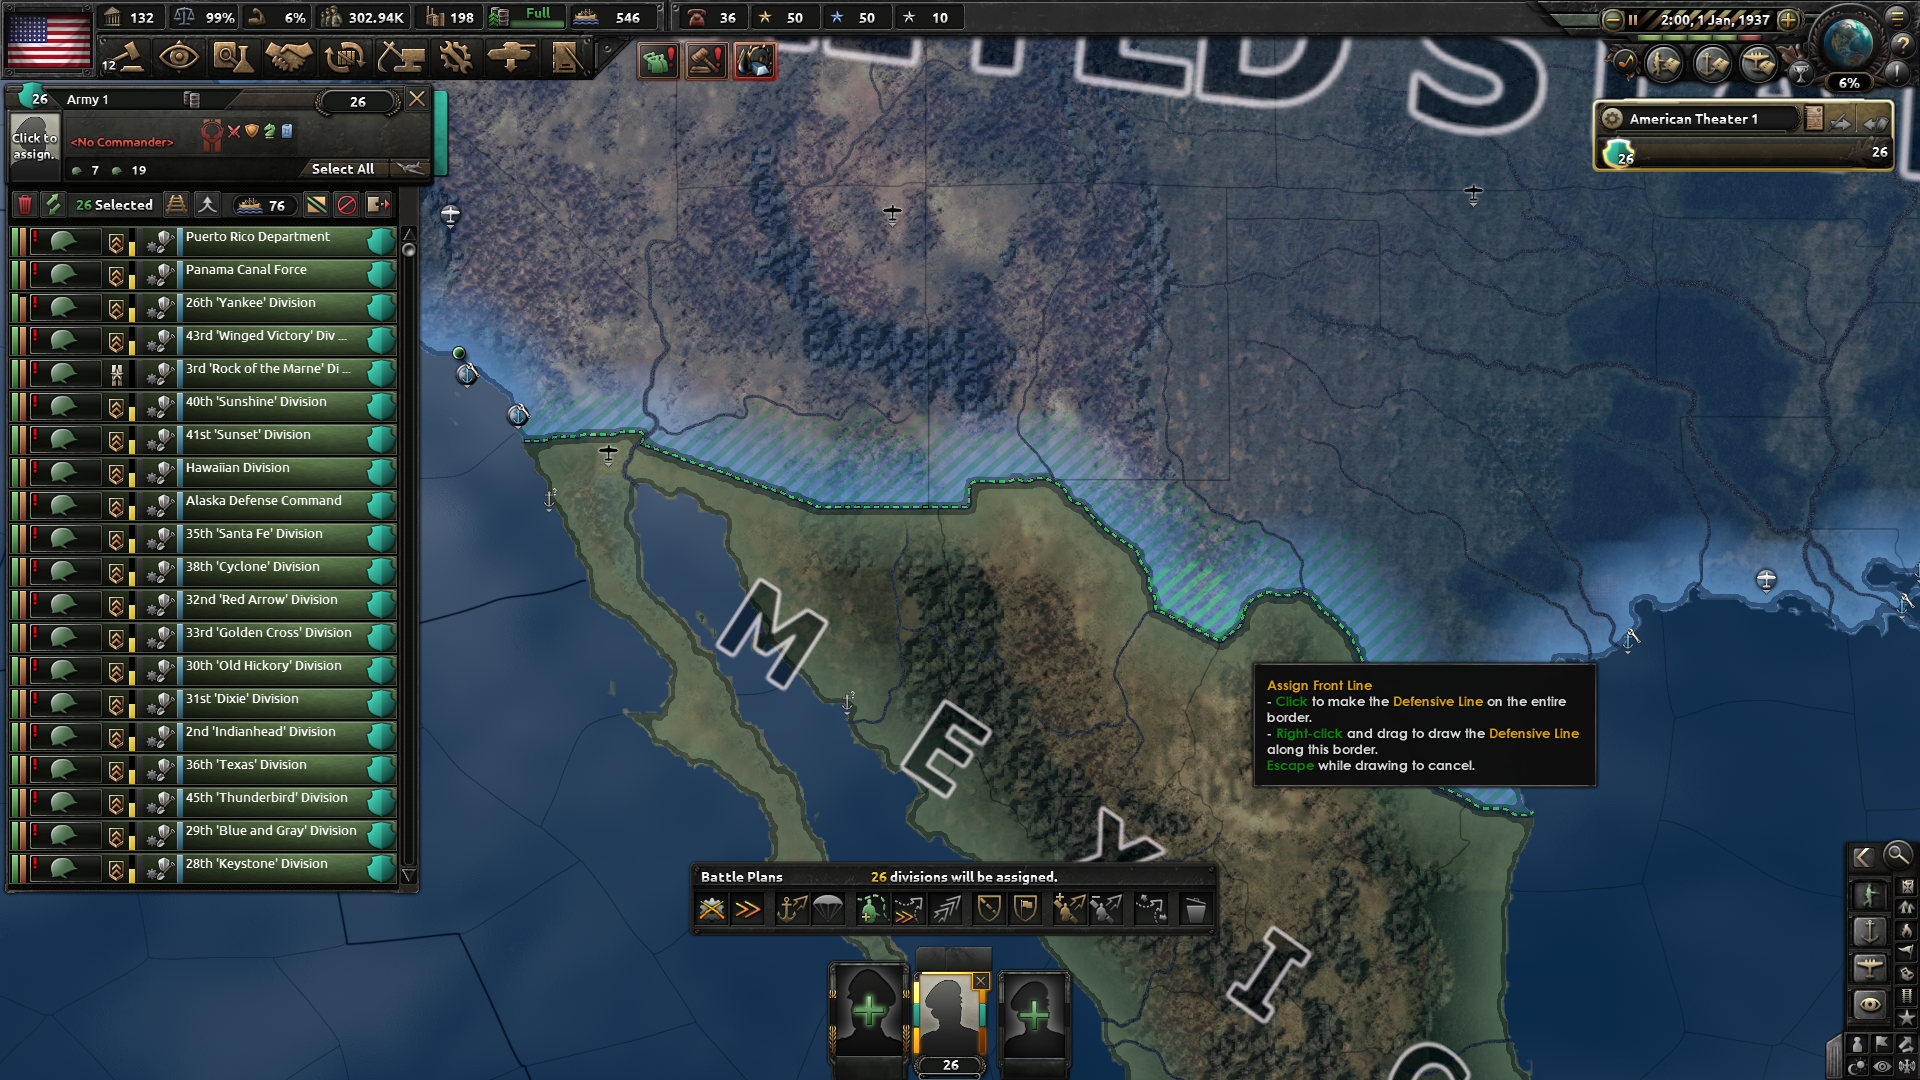 132
99%
6%
302.94K
198
Full
546
36
50
50
10
2:00, 1 Jan, 1937
12
6%
26
Army 1
26
Click to
assign.
<No Commander>
7
19
Select All
American Theater 1
26
26
26 Selected
76
Puerto Rico Department
Panama Canal Force
26th 'Yankee' Division
43rd 'Winged Victory' Div ...
3rd 'Rock of the Marne' Di ...
40th 'Sunshine' Division
41st 'Sunset' Division
Hawaiian Division
Alaska Defense Command
35th 'Santa Fe' Division
38th 'Cyclone' Division
32nd 'Red Arrow' Division
33rd 'Golden Cross' Division
30th 'Old Hickory' Division
31st 'Dixie' Division
2nd 'Indianhead' Division
36th 'Texas' Division
45th 'Thunderbird' Division
29th 'Blue and Gray' Division
28th 'Keystone' Division
TED STA
MEXIC
Assign Front Line
- Click to make the Defensive Line on the entire
border.
- Right-click and drag to draw the Defensive Line
along this border.
Escape while drawing to cancel.
Battle Plans
26 divisions will be assigned.
26